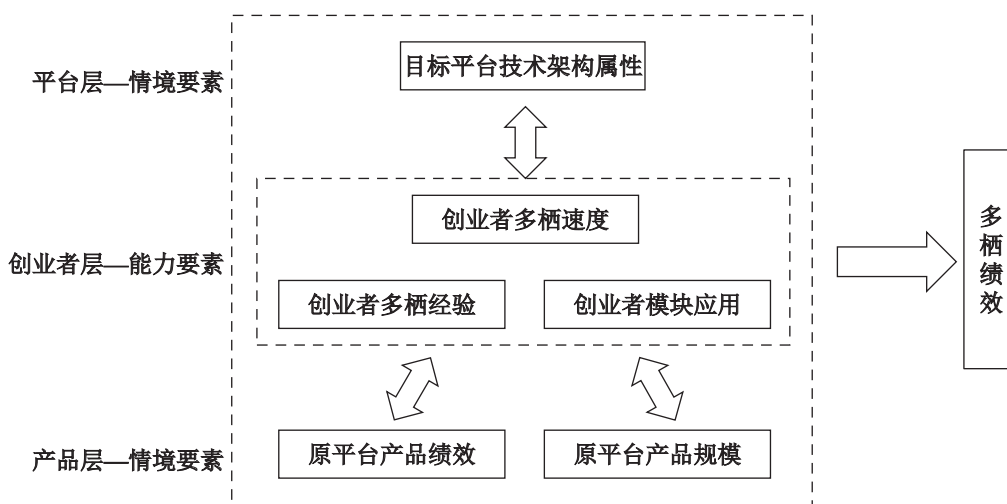 目标平台技术架构属性
平台层—情境要素
创业者多栖速度
创业者层—能力要素
创业者多栖经验
创业者模块应用
多栖绩效
产品层—情境要素
原平台产品绩效
原平台产品规模